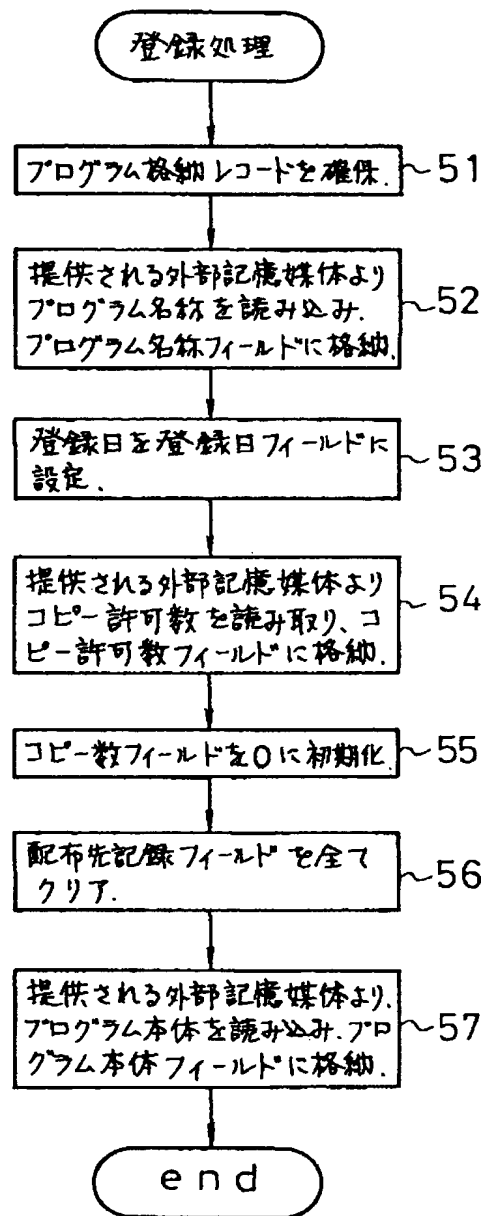 登録処理
プログラム格納レコードを確保.
51
提供される外部記憶媒体より
プログラム名称を読み込み.
プログラム名称フィールドに格納.
52
登録日を登録日フィールドに
設定.
53
提供される外部記憶媒体より
コピー許可数を読み取り、コ
ピー許可数フィールドに格納.
54
コピー数フィールドを0に初期化.
55
配布先記録フィールドを全て
クリア.
56
提供される外部記憶媒体より.
プログラム本体を読み込み.プロ
グラム本体フィールドに格納.
57
end